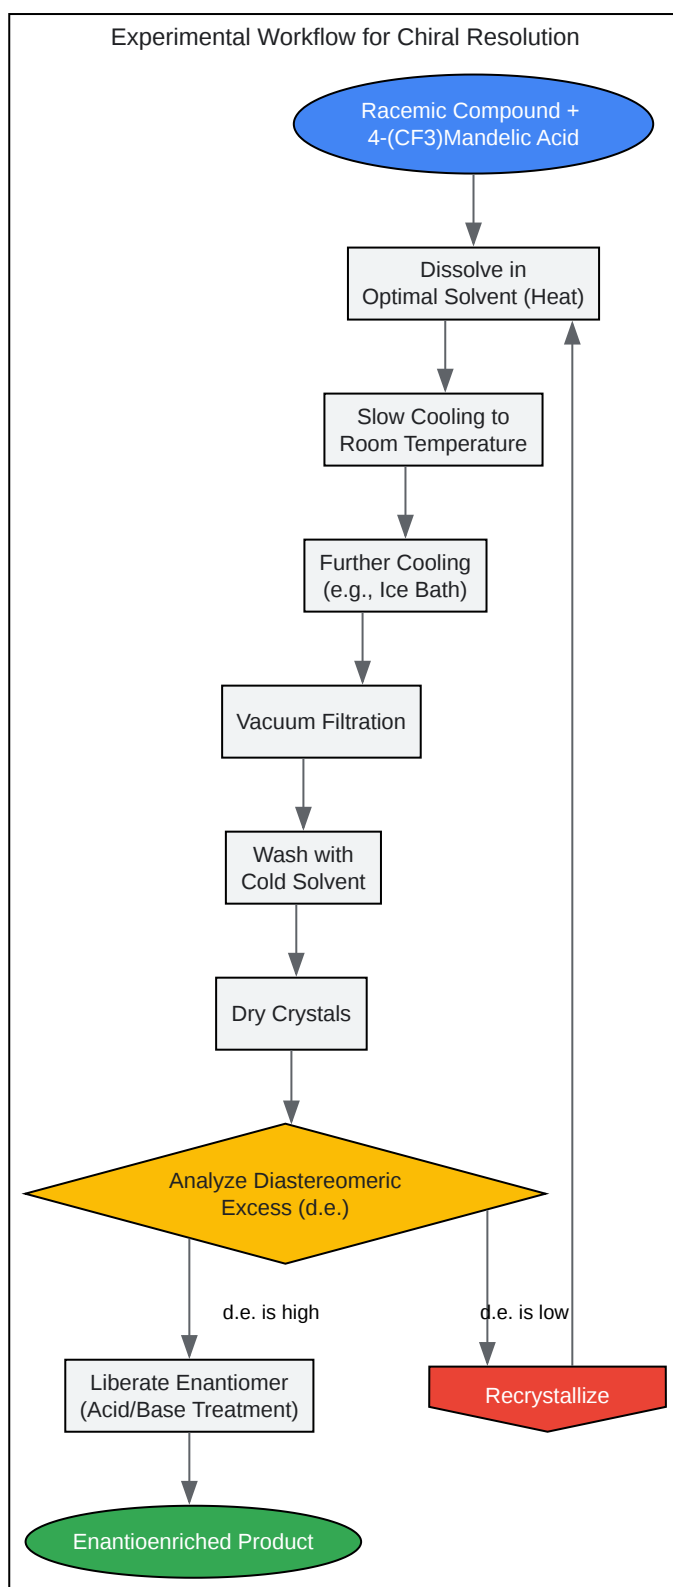 Experimental Workflow for Chiral Resolution
Racemic Compound +
4-(CF3)Mandelic Acid
Dissolve in
Optimal Solvent (Heat)
Slow Cooling to
Room Temperature
Further Cooling
(e.g., Ice Bath)
Vacuum Filtration
Wash with
Cold Solvent
Dry Crystals
Analyze Diastereomeric
Excess (d.e.)
d.e. is high
d.e. is low
Liberate Enantiomer
(Acid/Base Treatment)
Recrystallize
Enantioenriched Product